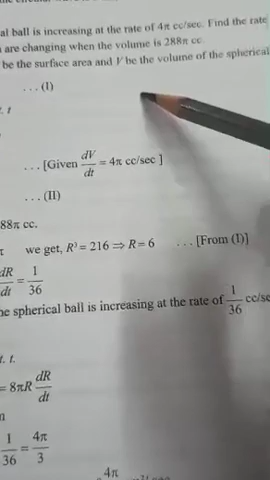 al ball is increasing at the rate of 4π cc/sec. Find the rate
are changing when the volume is 288π cc.
be the surface area and V be the volume of the spherical
. . . (I)
. t
. . . [Given dV/dt = 4π cc/sec ]
. . . (II)
88π cc.
π we get, R³ = 216 ⇒ R = 6 . . . [From (I)]
dR/dt = 1/36
he spherical ball is increasing at the rate of 1/36 cc/se
t. t.
= 8πR dR/dt
n
1/36 = 4π/3
4π